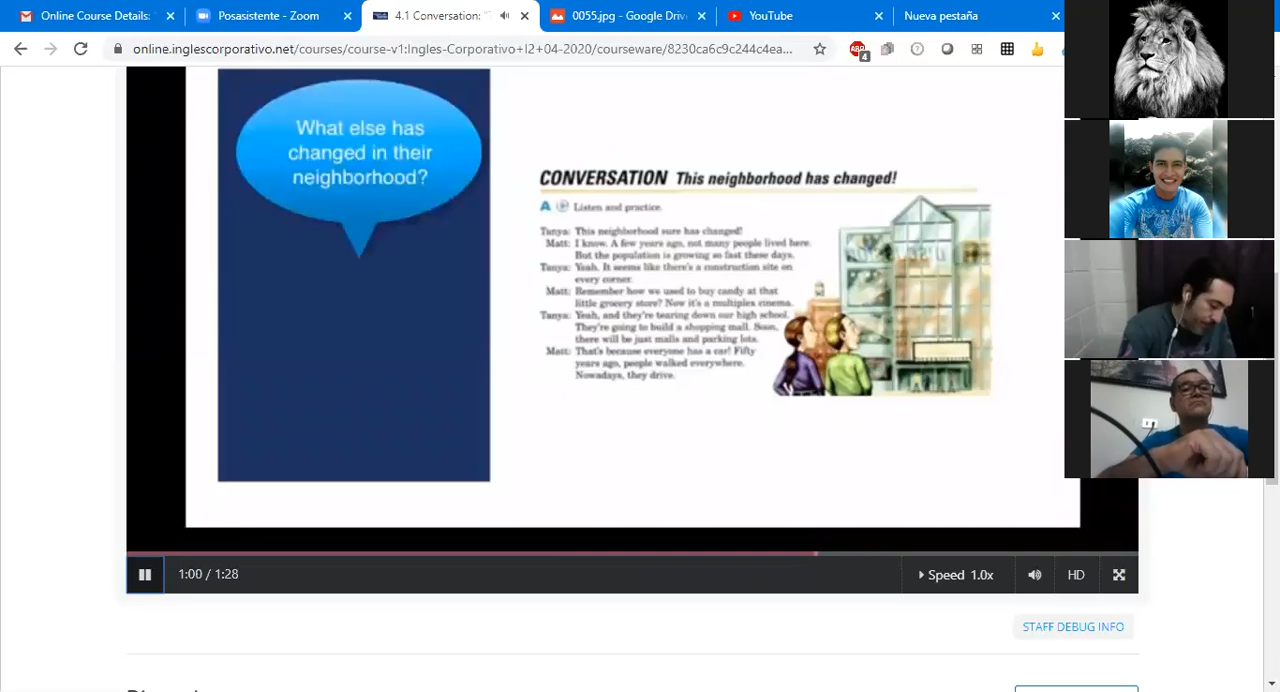 Online Course Details:
Posasistente - Zoom
4.1 Conversation:
0055.jpg - Google Driv
YouTube
Nueva pestaña
online.inglescorporativo.net/courses/course-v1:Ingles-Corporativo+I2+04-2020/courseware/8230ca6c9c244c4ea...
ABP
4
What else has
changed in their
neighborhood?
CONVERSATION This neighborhood has changed!
A Listen and practice.
Tanya: This neighborhood sure has changed!
Matt: I know. A few years ago, not many people lived here.
But the population is growing so fast these days.
Tanya: Yeah. It seems like there's a construction site on
every corner.
Matt: Remember how we used to buy candy at that
little grocery store? Now it's a multiplex cinema.
Tanya: Yeah, and they're tearing down our high school.
They're going to build a shopping mall. Soon,
there will be just malls and parking lots.
Matt: That's because everyone has a car! Fifty
years ago, people walked everywhere.
Nowadays, they drive.
1:00 / 1:28
Speed 1.0x
HD
STAFF DEBUG INFO